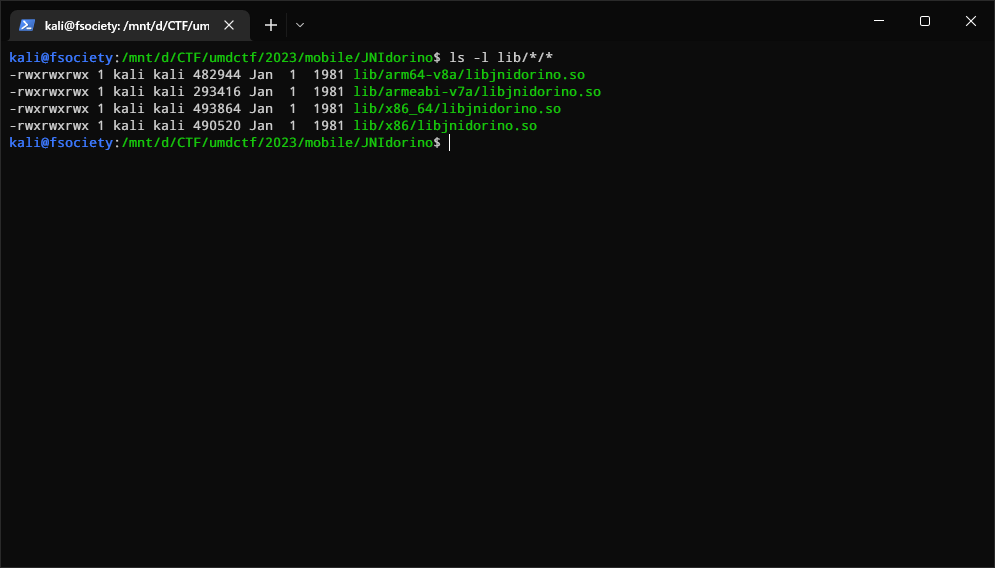 kali@fsociety: /mnt/d/CTF/um
kali@fsociety:/mnt/d/CTF/umdctf/2023/mobile/JNIdorino$ ls -l lib/*/*
-rwxrwxrwx 1 kali kali 482944 Jan  1  1981 lib/arm64-v8a/libjnidorino.so
-rwxrwxrwx 1 kali kali 293416 Jan  1  1981 lib/armeabi-v7a/libjnidorino.so
-rwxrwxrwx 1 kali kali 493864 Jan  1  1981 lib/x86_64/libjnidorino.so
-rwxrwxrwx 1 kali kali 490520 Jan  1  1981 lib/x86/libjnidorino.so
kali@fsociety:/mnt/d/CTF/umdctf/2023/mobile/JNIdorino$